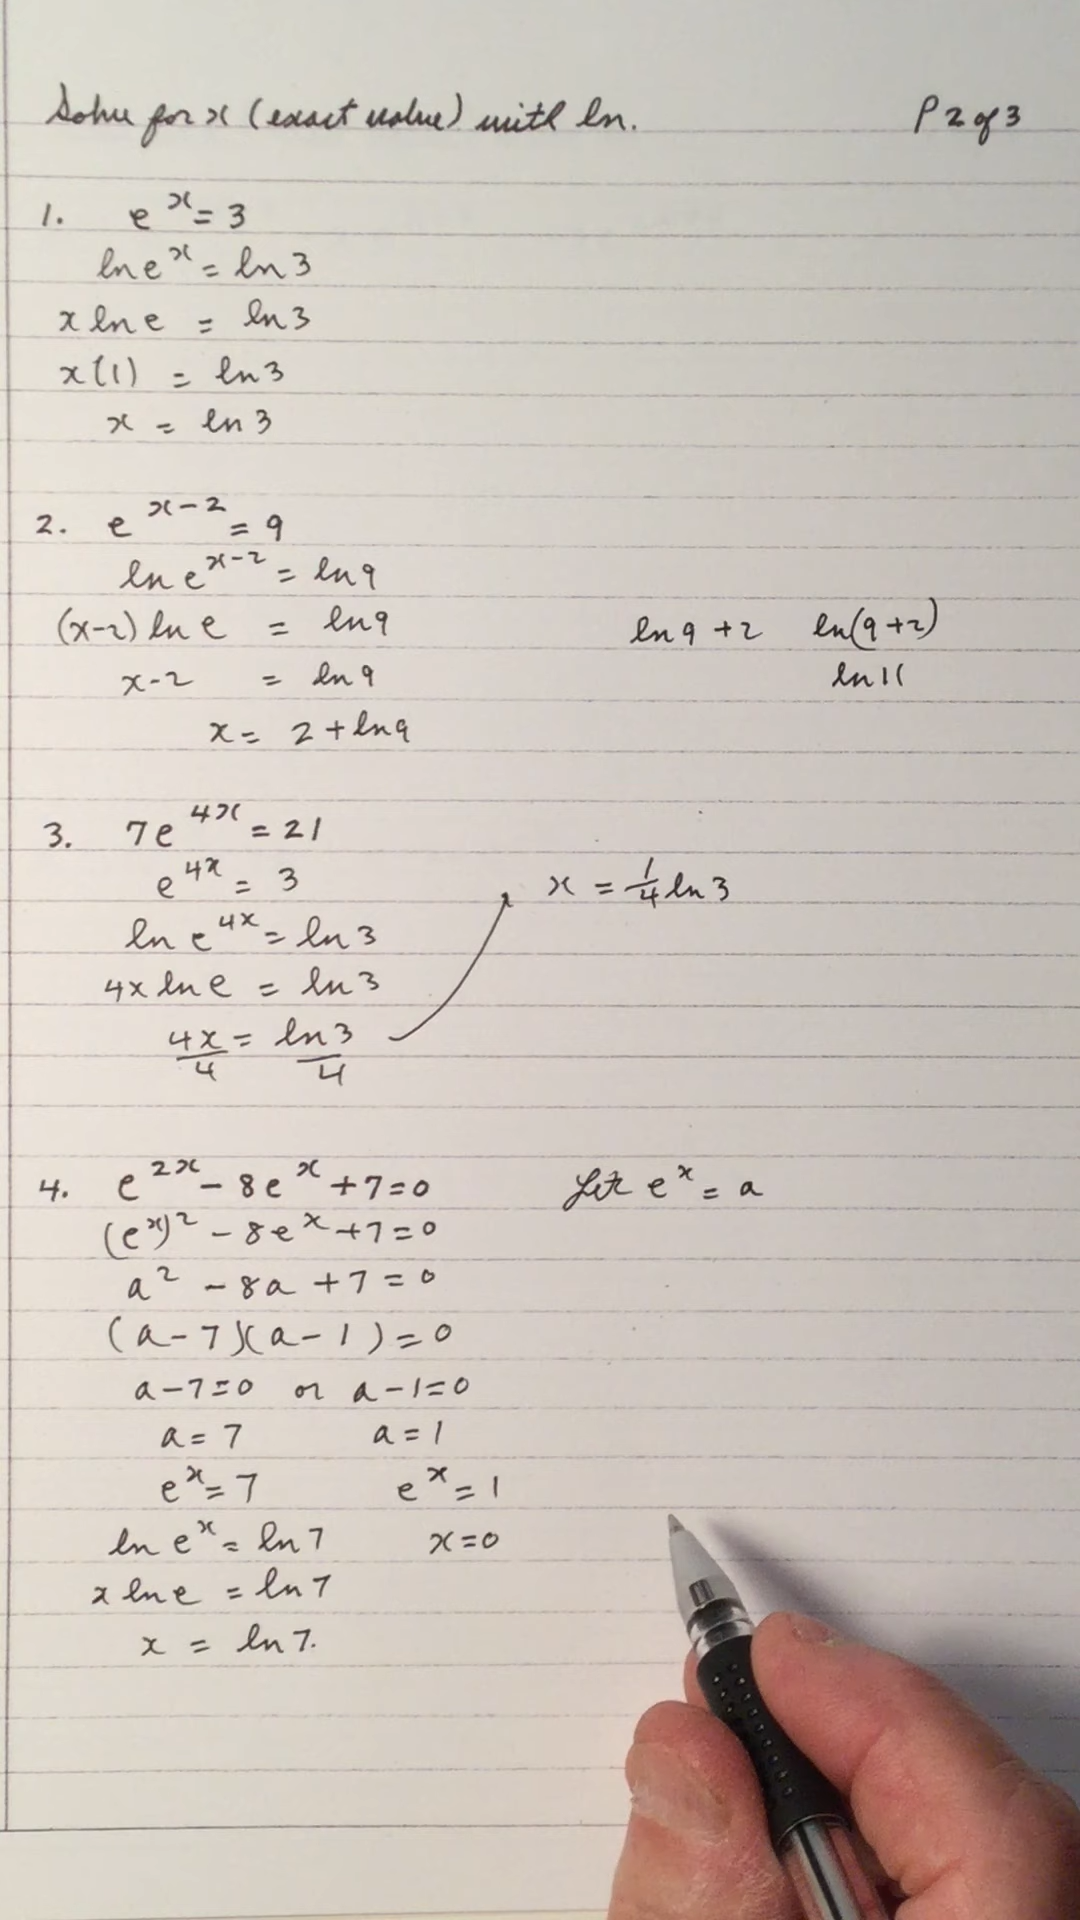 Solve for x (exact value) with ln. P 2 of 3
1. e^x = 3
ln e^x = ln 3
x ln e = ln 3
x(1) = ln 3
x = ln 3
2. e^(x-2) = 9
ln e^(x-2) = ln 9
(x-2) ln e = ln 9
ln 9 + 2 ln(9+2)
x-2 = ln 9
ln 11
x = 2 + ln 9
3. 7e^(4x) = 21
e^(4x) = 3
x = 1/4 ln 3
ln e^(4x) = ln 3
4x ln e = ln 3
4x/4 = ln 3/4
4. e^(2x) - 8e^x + 7 = 0 Let e^x = a
(e^x)^2 - 8e^x + 7 = 0
a^2 - 8a + 7 = 0
(a-7)(a-1) = 0
a-7=0 or a-1=0
a = 7 a = 1
e^x = 7 e^x = 1
ln e^x = ln 7 x=0
x ln e = ln 7
x = ln 7.